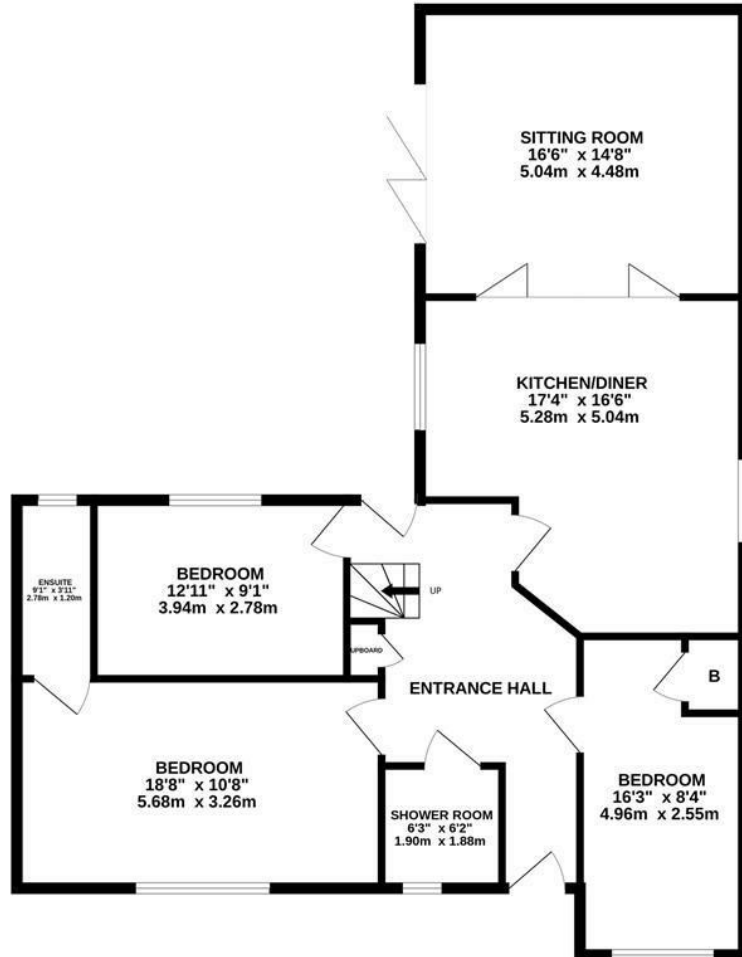 SITTING ROOM
16'6" x 14'8"
5.04m x 4.48m
KITCHEN/DINER
17'4" x 16'6"
5.28m x 5.04m
ENSUITE
9'1" x 3'11"
2.78m x 1.20m
BEDROOM
12'11" x 9'1"
3.94m x 2.78m
UP
UPBOARD
ENTRANCE HALL
B
BEDROOM
18'8" x 10'8"
5.68m x 3.26m
BEDROOM
16'3" x 8'4"
4.96m x 2.55m
SHOWER ROOM
6'3" x 6'2"
1.90m x 1.88m